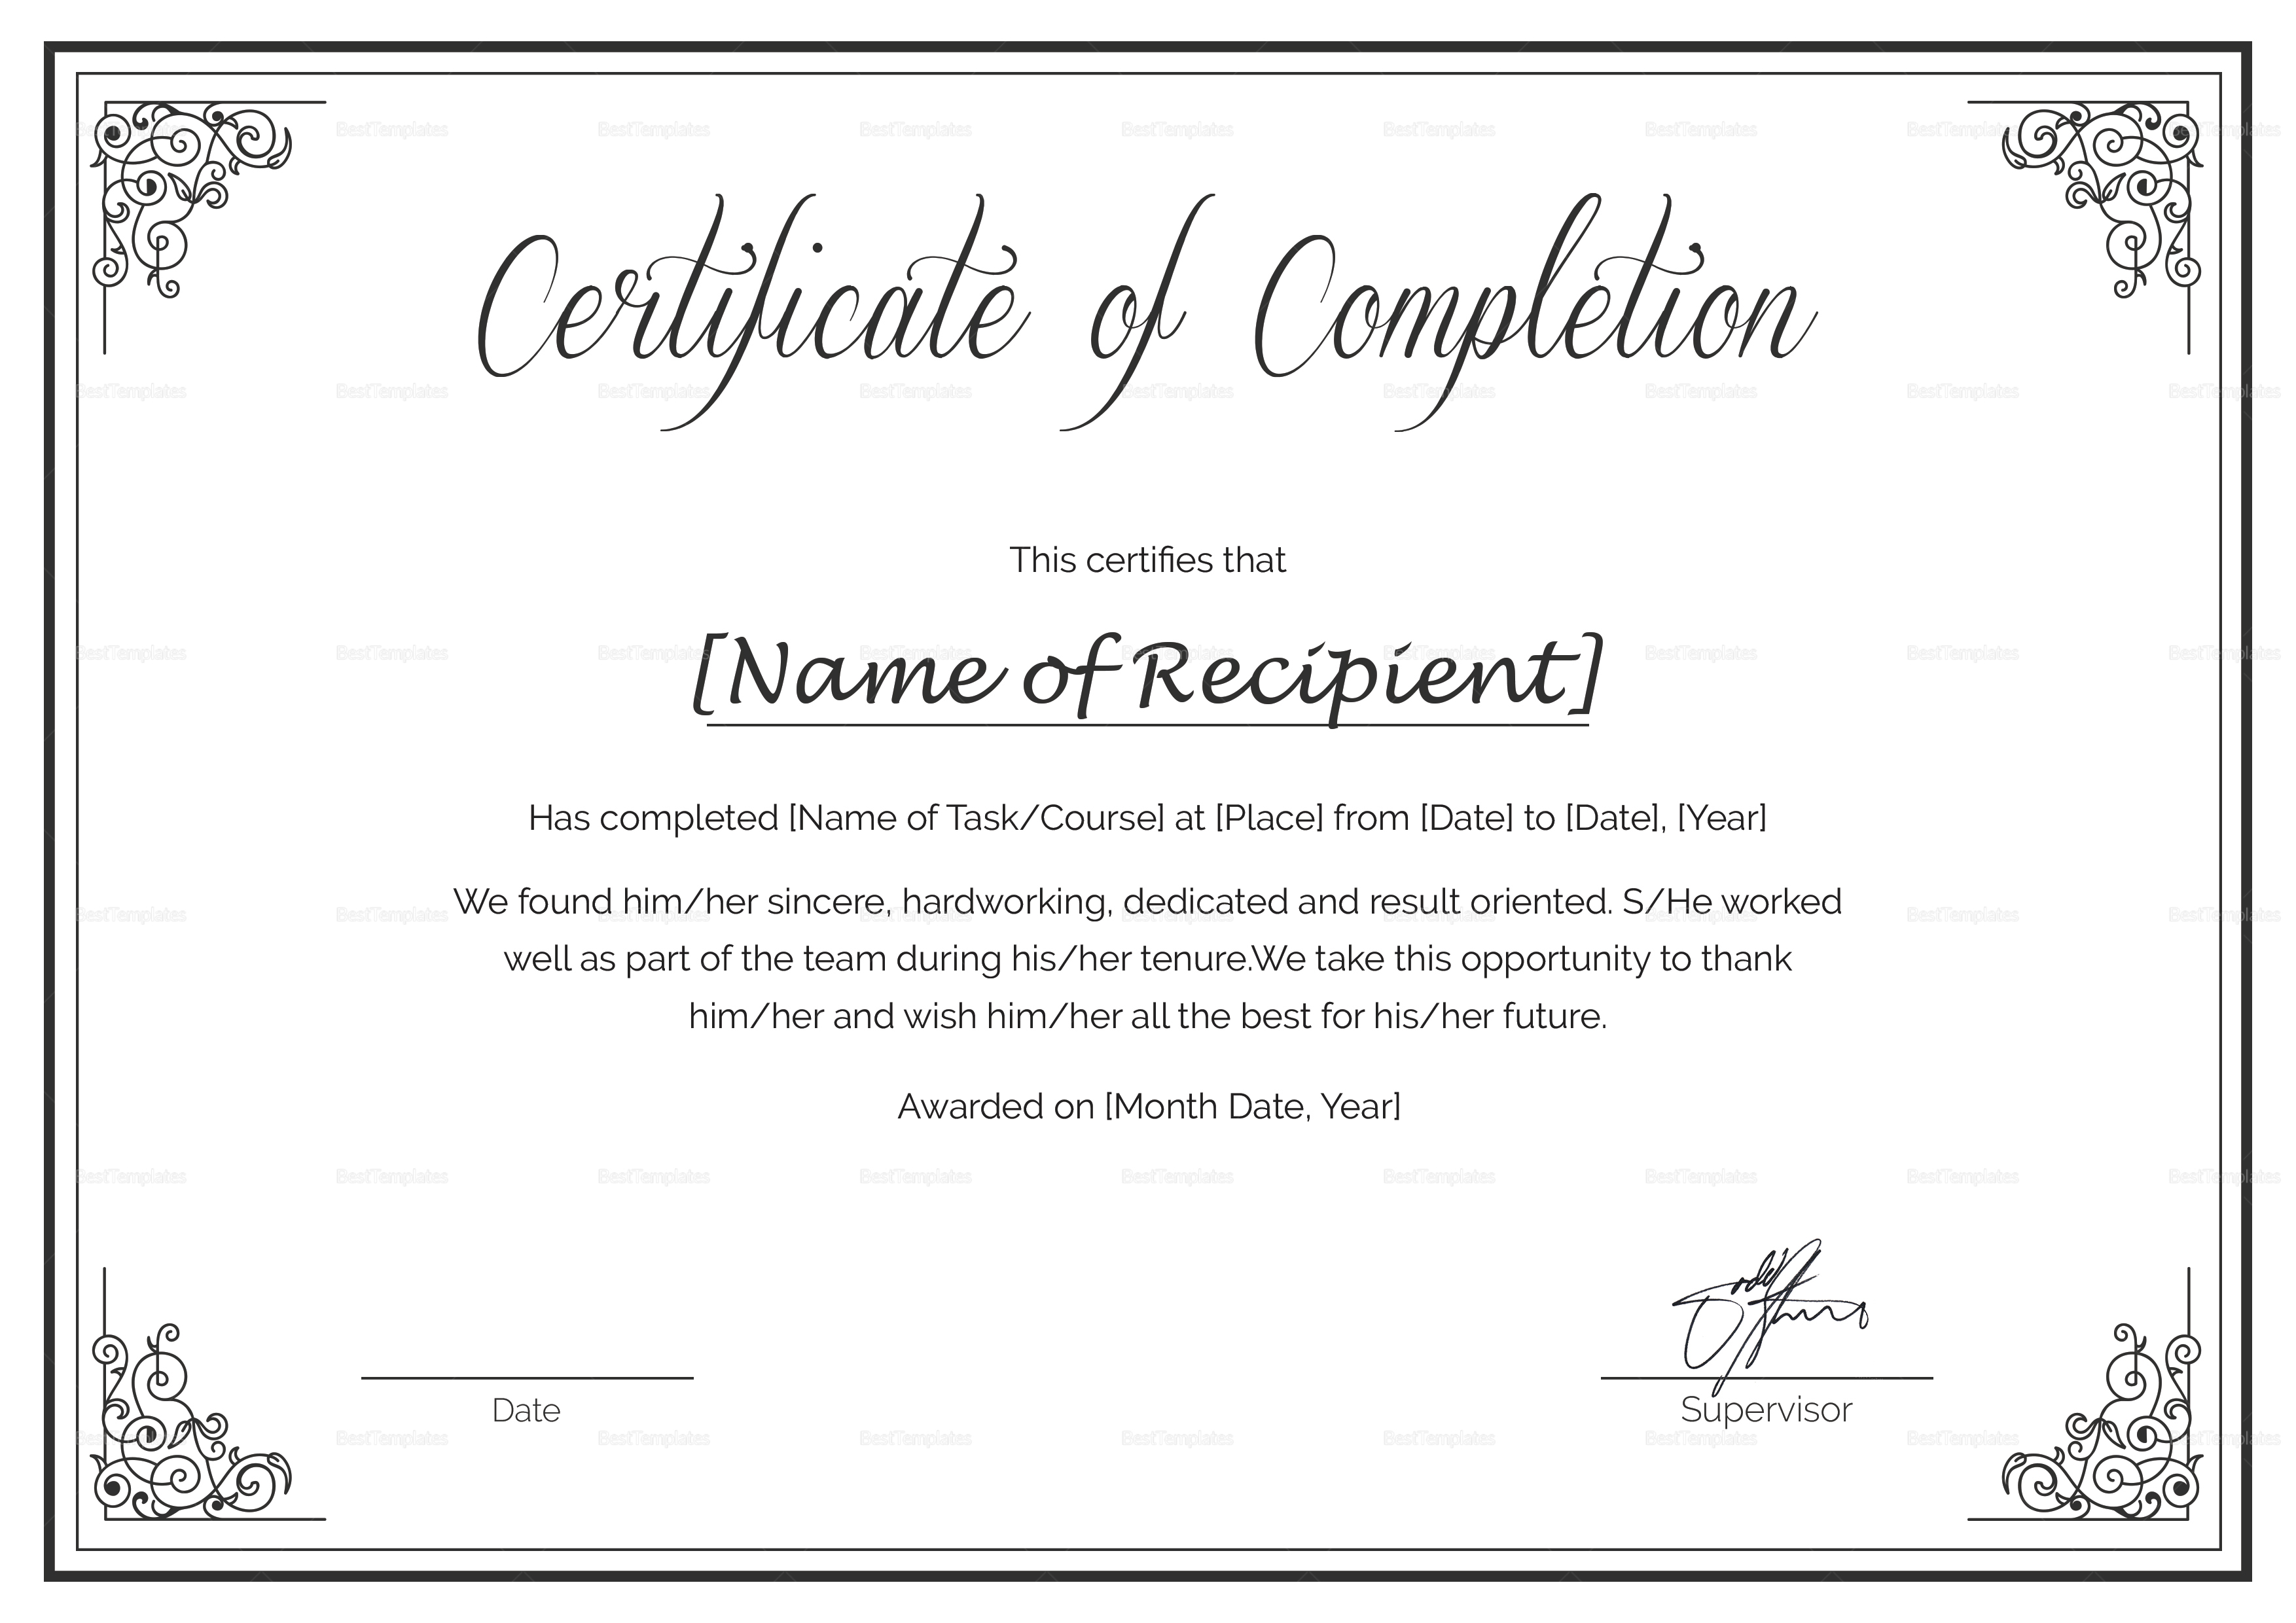 Certificate of Completion
This certifies that
[Name of Recipient]
Has completed [Name of Task/Course] at [Place] from [Date] to [Date], [Year]
We found him/her sincere, hardworking, dedicated and result oriented. S/He worked
well as part of the team during his/her tenure.We take this opportunity to thank
him/her and wish him/her all the best for his/her future.
Awarded on [Month Date, Year]
Date
Supervisor
BestTemplates